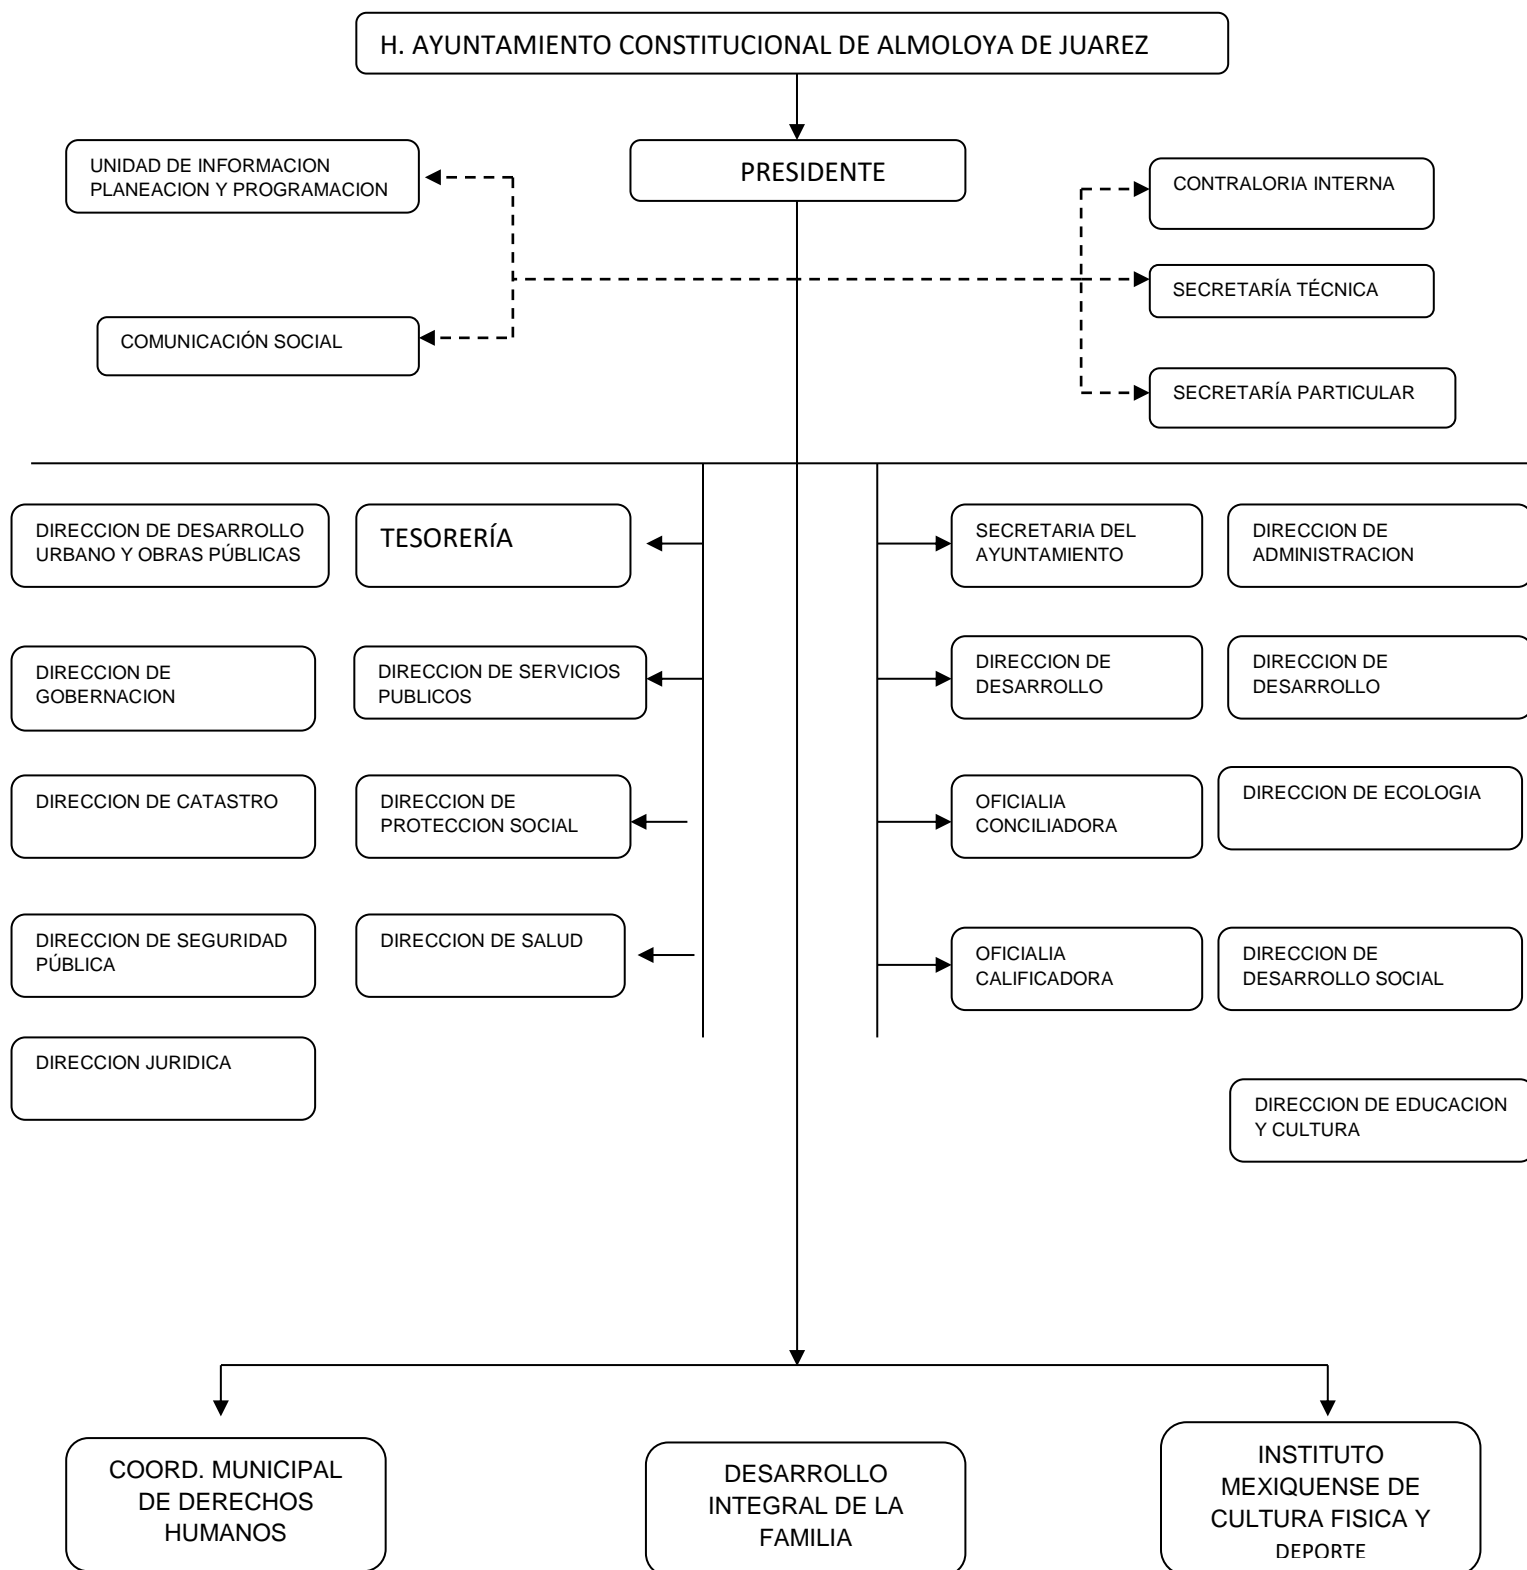 H. AYUNTAMIENTO CONSTITUCIONAL DE ALMOLOYA DE JUAREZ
UNIDAD DE INFORMACION
PLANEACION Y PROGRAMACION
PRESIDENTE
CONTRALORIA INTERNA
SECRETARÍA TÉCNICA
COMUNICACIÓN SOCIAL
SECRETARÍA PARTICULAR
DIRECCION DE DESARROLLO
URBANO Y OBRAS PÚBLICAS
TESORERÍA
SECRETARIA DEL
AYUNTAMIENTO
DIRECCION DE
ADMINISTRACION
DIRECCION DE
GOBERNACION
DIRECCION DE SERVICIOS
PUBLICOS
DIRECCION DE
DESARROLLO
DIRECCION DE
DESARROLLO
DIRECCION DE CATASTRO
DIRECCION DE
PROTECCION SOCIAL
OFICIALIA
CONCILIADORA
DIRECCION DE ECOLOGIA
DIRECCION DE SEGURIDAD
PÚBLICA
DIRECCION DE SALUD
OFICIALIA
CALIFICADORA
DIRECCION DE
DESARROLLO SOCIAL
DIRECCION JURIDICA
DIRECCION DE EDUCACION
Y CULTURA
COORD. MUNICIPAL
DE DERECHOS
HUMANOS
DESARROLLO
INTEGRAL DE LA
FAMILIA
INSTITUTO
MEXIQUENSE DE
CULTURA FISICA Y
DEPORTE